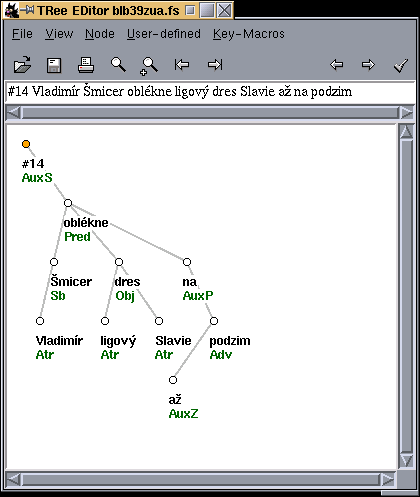 TRee EDitor blb39zua.fs
File View Node User-defined Key-Macros
#14 Vladimír Šmicer oblékne ligový dres Slavie až na podzim
#14
AuxS
oblékne
Pred
Šmicer dres na
Sb Obj AuxP
Vladimír ligový Slavie podzim
Atr Atr Atr Adv
až
AuxZ